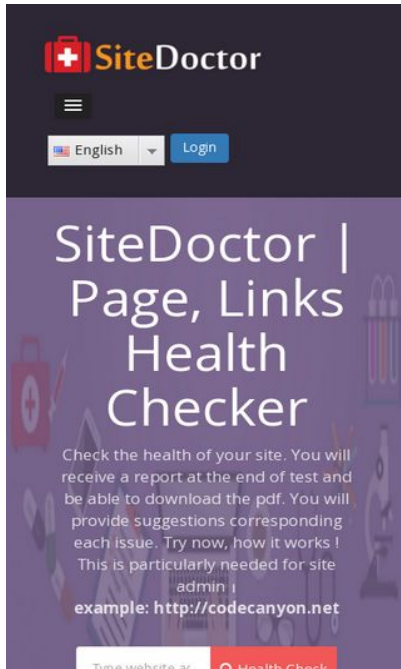 SiteDoctor
English
Login
SiteDoctor |
Page, Links
Health
Checker
Check the health of your site. You will
receive a report at the end of test and
be able to download the pdf. You will
provide suggestions corresponding
each issue. Try now, how it works !
This is particularly needed for site
admin ।
example: http://codecanyon.net
Type website
Health Check